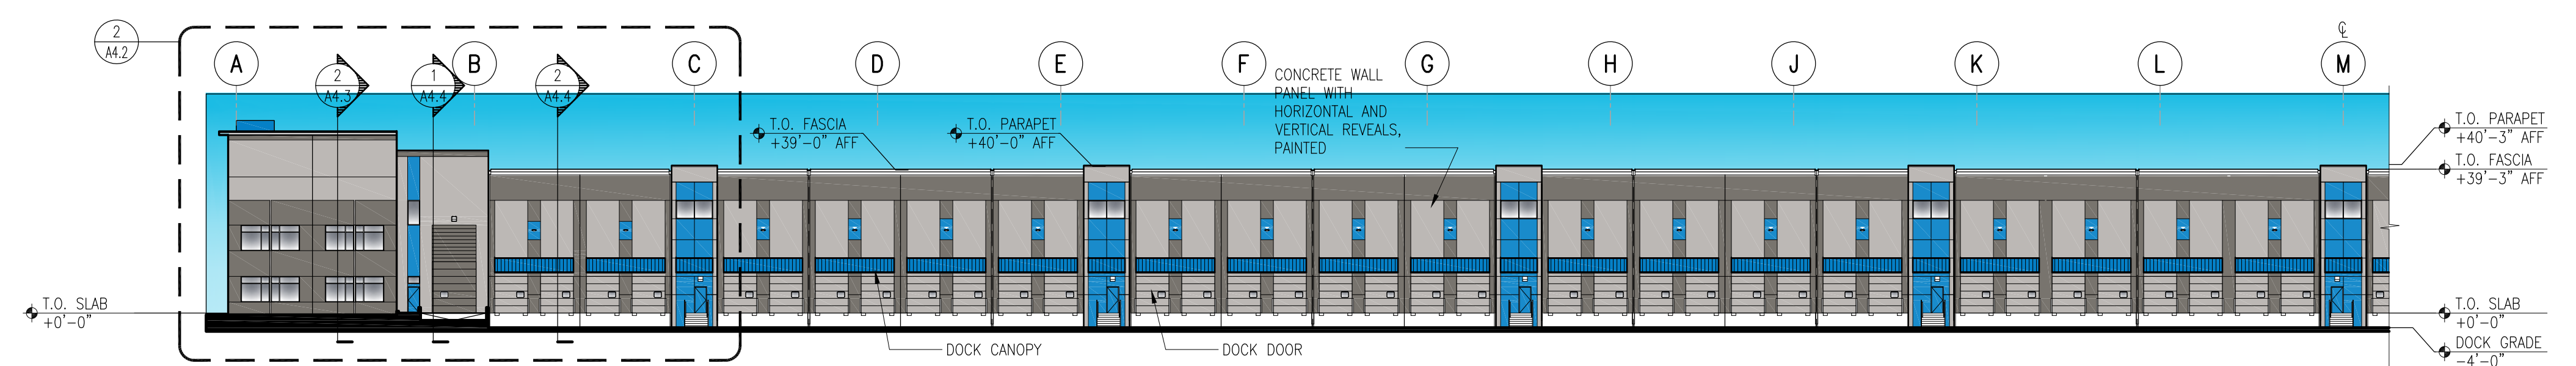 2
A4.2
A
B
C
D
E
F
G
H
J
K
L
℄
M
2
A4.3
1
A4.4
2
A4.4
T.O. FASCIA
+39'-0" AFF
T.O. PARAPET
+40'-0" AFF
CONCRETE WALL
PANEL WITH
HORIZONTAL AND
VERTICAL REVEALS,
PAINTED
T.O. PARAPET
+40'-3" AFF
T.O. FASCIA
+39'-3" AFF
T.O. SLAB
+0'-0"
T.O. SLAB
+0'-0"
DOCK CANOPY
DOCK DOOR
DOCK GRADE
-4'-0"